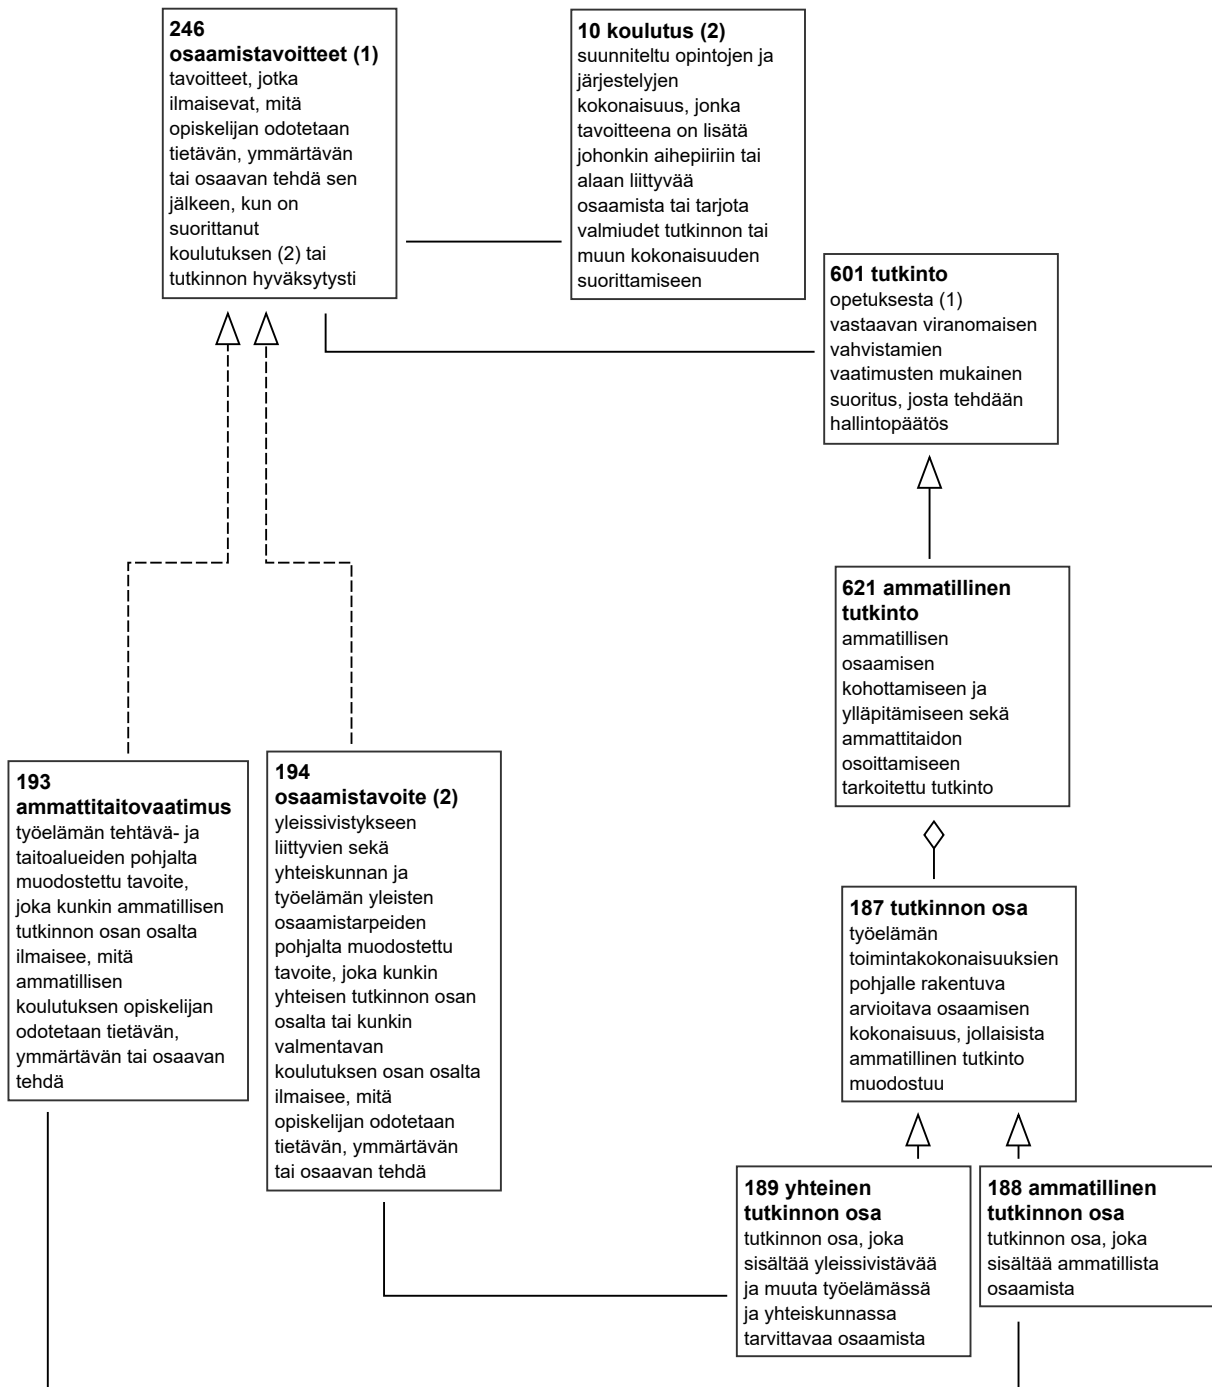 246
osaamistavoitteet (1)
tavoitteet, jotka
ilmaisevat, mitä
opiskelijan odotetaan
tietävän, ymmärtävän
tai osaavan tehdä sen
jälkeen, kun on
suorittanut
koulutuksen (2) tai
tutkinnon hyväksytysti
10 koulutus (2)
suunniteltu opintojen ja
järjestelyjen
kokonaisuus, jonka
tavoitteena on lisätä
johonkin aihepiiriin tai
alaan liittyvää
osaamista tai tarjota
valmiudet tutkinnon tai
muun kokonaisuuden
suorittamiseen
601 tutkinto
opetuksesta (1)
vastaavan viranomaisen
vahvistamien
vaatimusten mukainen
suoritus, josta tehdään
hallintopäätös
621 ammatillinen
tutkinto
ammatillisen
osaamisen
kohottamiseen ja
ylläpitämiseen sekä
ammattitaidon
osoittamiseen
tarkoitettu tutkinto
193
ammattitaitovaatimus
työelämän tehtävä- ja
taitoalueiden pohjalta
muodostettu tavoite,
joka kunkin ammatillisen
tutkinnon osan osalta
ilmaisee, mitä
ammatillisen
koulutuksen opiskelijan
odotetaan tietävän,
ymmärtävän tai osaavan
tehdä
194
osaamistavoite (2)
yleissivistykseen
liittyvien sekä
yhteiskunnan ja
työelämän yleisten
osaamistarpeiden
pohjalta muodostettu
tavoite, joka kunkin
yhteisen tutkinnon osan
osalta tai kunkin
valmentavan
koulutuksen osan osalta
ilmaisee, mitä
opiskelijan odotetaan
tietävän, ymmärtävän
tai osaavan tehdä
187 tutkinnon osa
työelämän
toimintakokonaisuuksien
pohjalle rakentuva
arvioitava osaamisen
kokonaisuus, jollaisista
ammatillinen tutkinto
muodostuu
189 yhteinen
tutkinnon osa
tutkinnon osa, joka
sisältää yleissivistävää
ja muuta työelämässä
ja yhteiskunnassa
tarvittavaa osaamista
188 ammatillinen
tutkinnon osa
tutkinnon osa, joka
sisältää ammatillista
osaamista